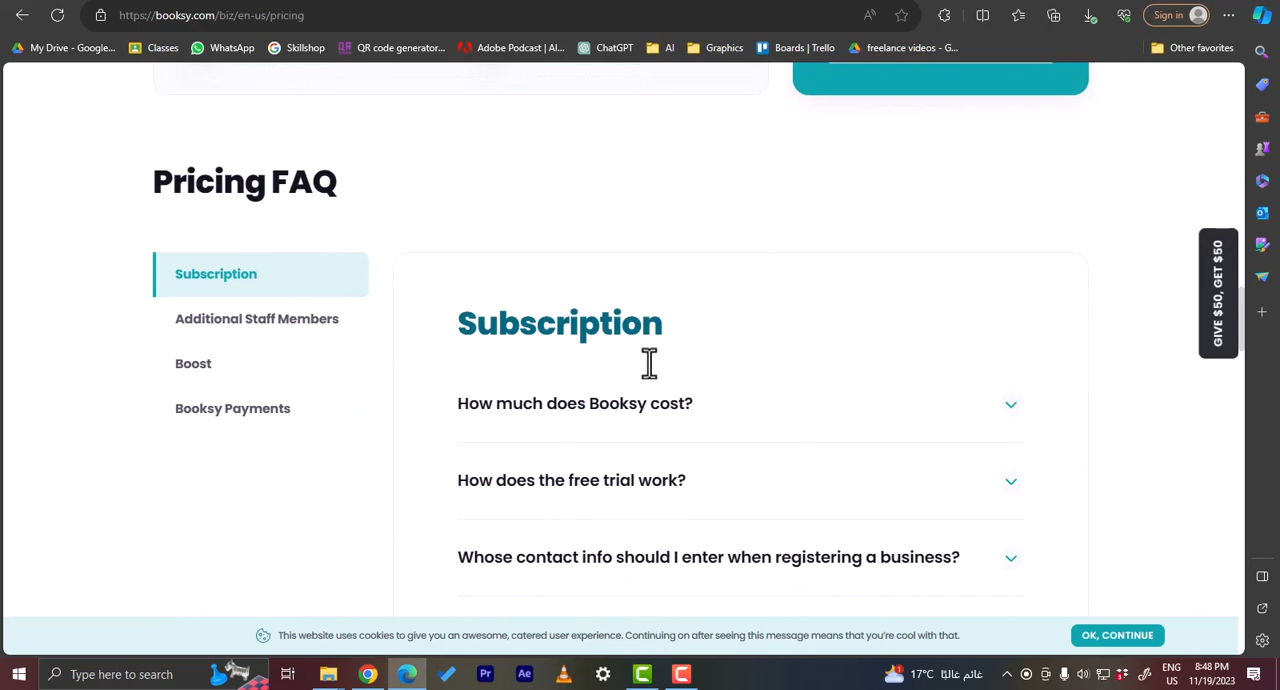 https://booksy.com/biz/en-us/pricing
Sign in
My Drive - Google...
Classes
WhatsApp
Skillshop
QR code generator...
Adobe Podcast | AI...
ChatGPT
AI
Graphics
Boards | Trello
freelance videos - G...
Other favorites
Pricing FAQ
Subscription
Additional Staff Members
Boost
Booksy Payments
Subscription
How much does Booksy cost?
How does the free trial work?
Whose contact info should I enter when registering a business?
GIVE $50, GET $50
This website uses cookies to give you an awesome, catered user experience. Continuing on after seeing this message means that you're cool with that.
OK, CONTINUE
Type here to search
17°C غائم غالبًا
ENG
US
8:48 PM
11/19/2023